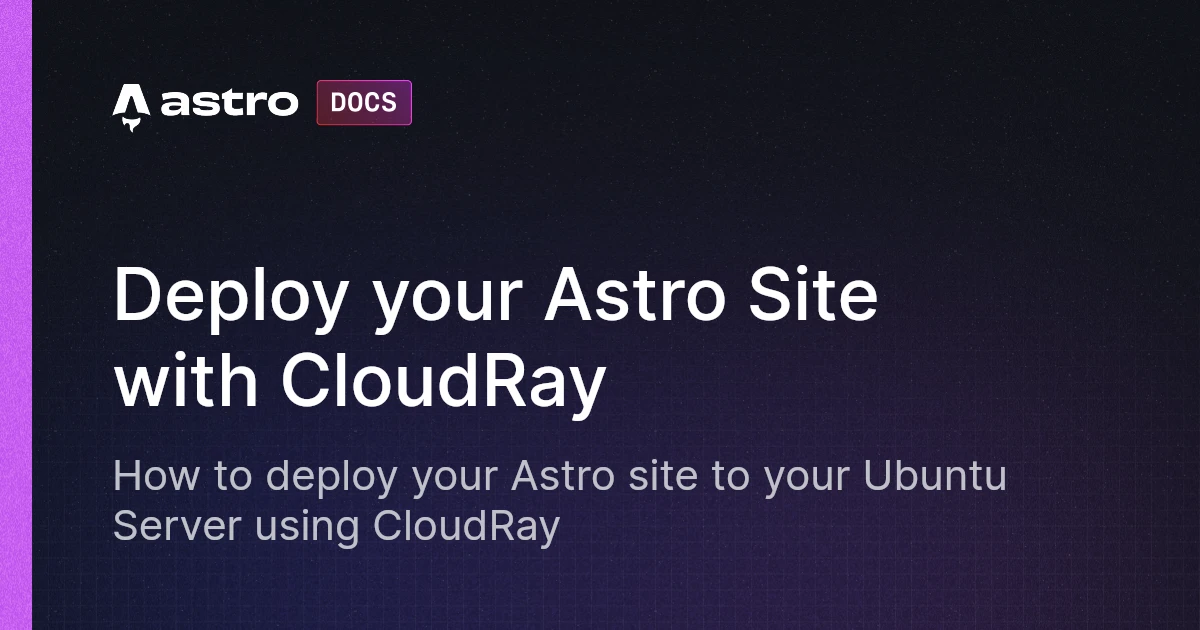 astro DOCS
Deploy your Astro Site
with CloudRay
How to deploy your Astro site to your Ubuntu
Server using CloudRay